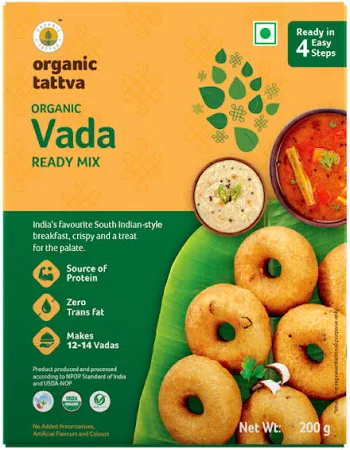 organic
tattva
ORGANIC
Vada
READY MIX
Ready in
4 Easy
Steps
India's favourite South Indian-style
breakfast, crispy and a treat
for the palate.
Source of
Protein
Zero
Trans fat
Makes
12-14 Vadas
Product produced and processed
according to NPOP Standard of India
and USDA-NOP
USDA
ORGANIC
No Added Preservatives,
Artificial Flavours and Colours
Net Wt: 200 g